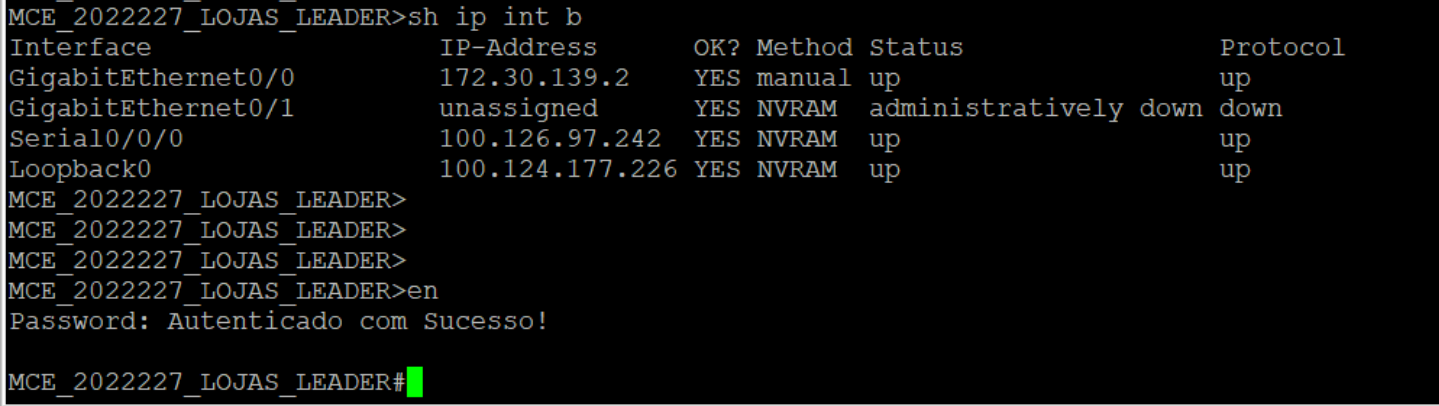 MCE_2022227_LOJAS_LEADER>sh ip int b
Interface                  IP-Address      OK? Method Status                Protocol
GigabitEthernet0/0         172.30.139.2    YES manual up                    up
GigabitEthernet0/1         unassigned      YES NVRAM  administratively down down
Serial0/0/0                100.126.97.242  YES NVRAM  up                    up
Loopback0                  100.124.177.226 YES NVRAM  up                    up
MCE_2022227_LOJAS_LEADER>
MCE_2022227_LOJAS_LEADER>
MCE_2022227_LOJAS_LEADER>
MCE_2022227_LOJAS_LEADER>en
Password: Autenticado com Sucesso!
MCE_2022227_LOJAS_LEADER#